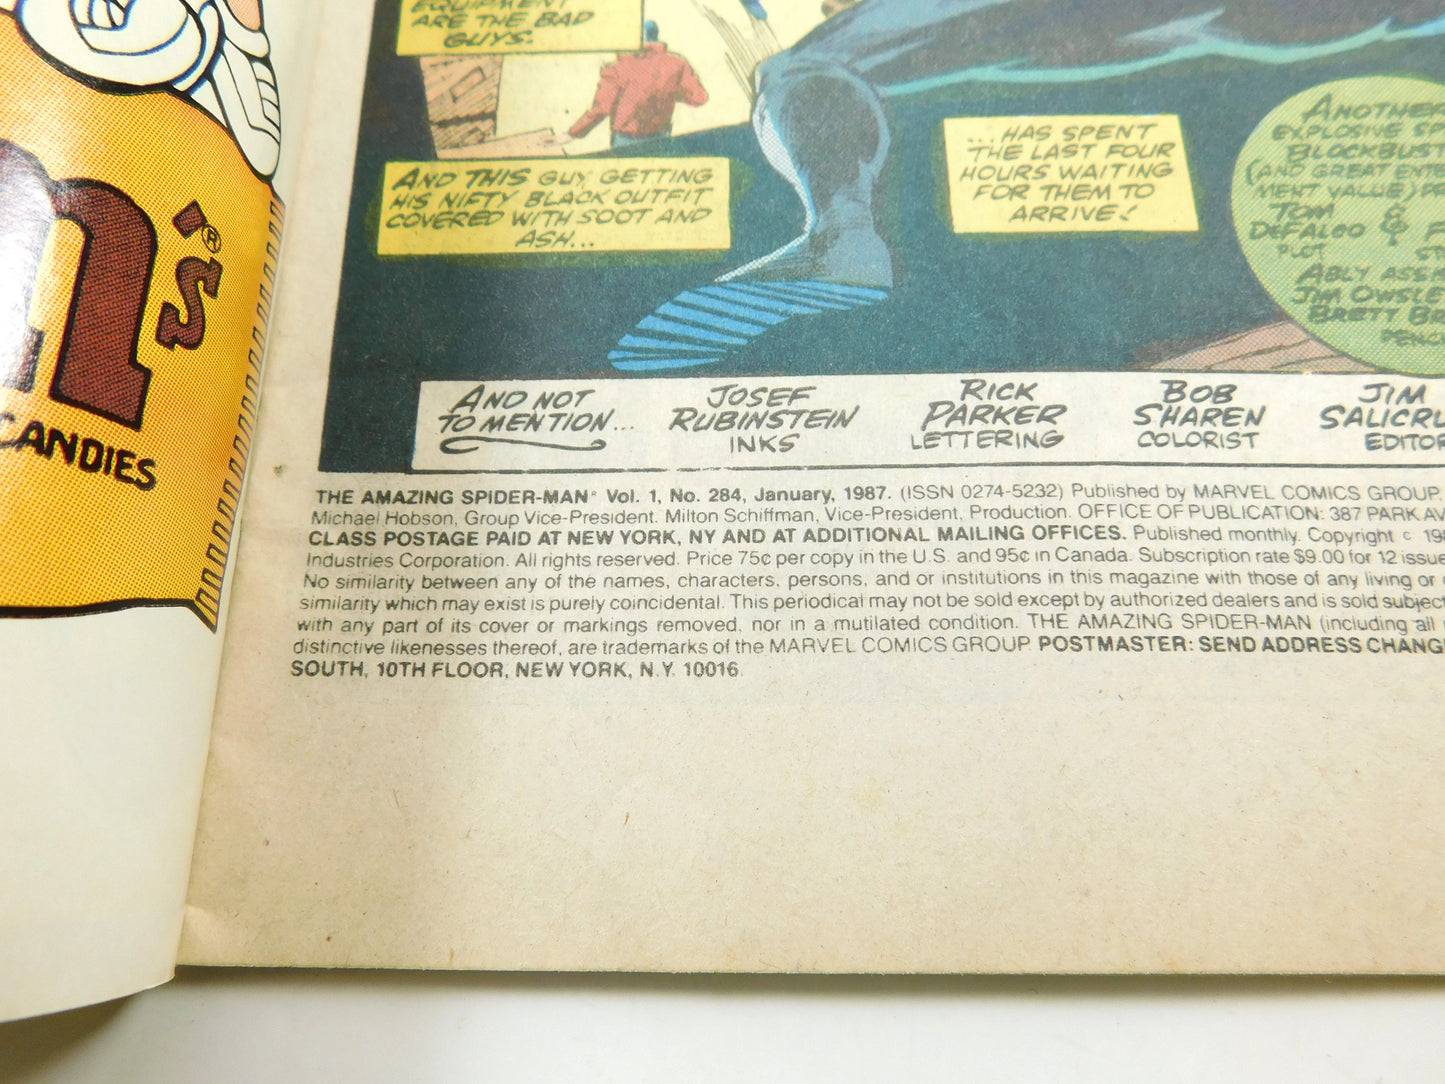 m's®
CANDIES
EQUIPMENT
ARE THE BAD
GUYS.
AND THIS GUY GETTING
HIS NIFTY BLACK OUTFIT
COVERED WITH SOOT AND
ASH...
...HAS SPENT
THE LAST FOUR
HOURS WAITING
FOR THEM TO
ARRIVE!
ANOTHER
EXPLOSIVE
BLOCKBUST
(AND GREAT ENTER
MENT VALUE)
TOM &
DEFALCO
PLOT
ABLY
JIM OWSLE
BRETT
PENC
AND NOT
TO MENTION...
JOSEF
RUBINSTEIN
INKS
RICK
PARKER
LETTERING
BOB
SHAREN
COLORIST
JIM
SALICRU
EDITOR
THE AMAZING SPIDER-MAN® Vol. 1, No. 284, January, 1987. (ISSN 0274-5232) Published by MARVEL COMICS GROUP.
Michael Hobson, Group Vice-President. Milton Schiffman, Vice-President, Production. OFFICE OF PUBLICATION: 387 PARK AV
CLASS POSTAGE PAID AT NEW YORK, NY AND AT ADDITIONAL MAILING OFFICES. Published monthly. Copyright © 198
Industries Corporation. All rights reserved. Price 75¢ per copy in the U.S. and 95¢ in Canada. Subscription rate $9.00 for 12 issue
No similarity between any of the names, characters, persons, and or institutions in this magazine with those of any living or
similarity which may exist is purely coincidental. This periodical may not be sold except by authorized dealers and is sold subject
with any part of its cover or markings removed, nor in a mutilated condition. THE AMAZING SPIDER-MAN (including all
distinctive likenesses thereof, are trademarks of the MARVEL COMICS GROUP. POSTMASTER: SEND ADDRESS CHANG
SOUTH, 10TH FLOOR, NEW YORK, N.Y. 10016.